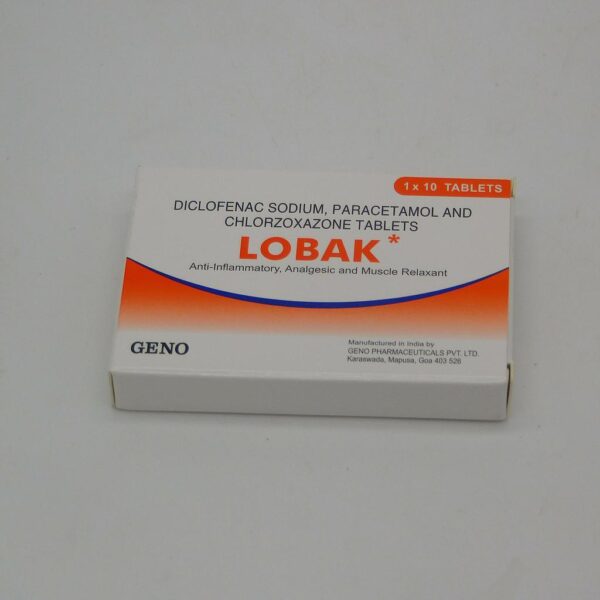 1 x 10 TABLETS
DICLOFENAC SODIUM, PARACETAMOL AND
CHLORZOXAZONE TABLETS
LOBAK*
Anti-Inflammatory, Analgesic and Muscle Relaxant
GENO
Manufactured in India by
GENO PHARMACEUTICALS PVT. LTD.
Karaswada, Mapusa, Goa 403 526